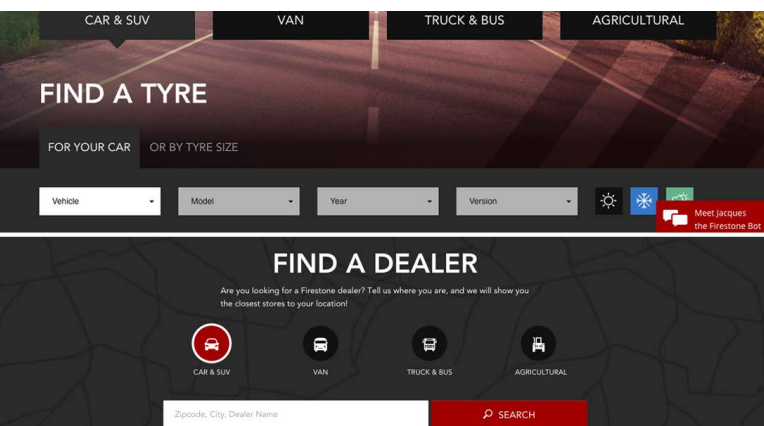 CAR & SUV
VAN
TRUCK & BUS
AGRICULTURAL
FIND A TYRE
FOR YOUR CAR
OR BY TYRE SIZE
Vehicle
Model
Year
Version
Meet Jacques
the Firestone Bot
FIND A DEALER
Are you looking for a Firestone dealer? Tell us where you are, and we will show you
the closest stores to your location!
CAR & SUV
VAN
TRUCK & BUS
AGRICULTURAL
Zipcode, City, Dealer Name
SEARCH